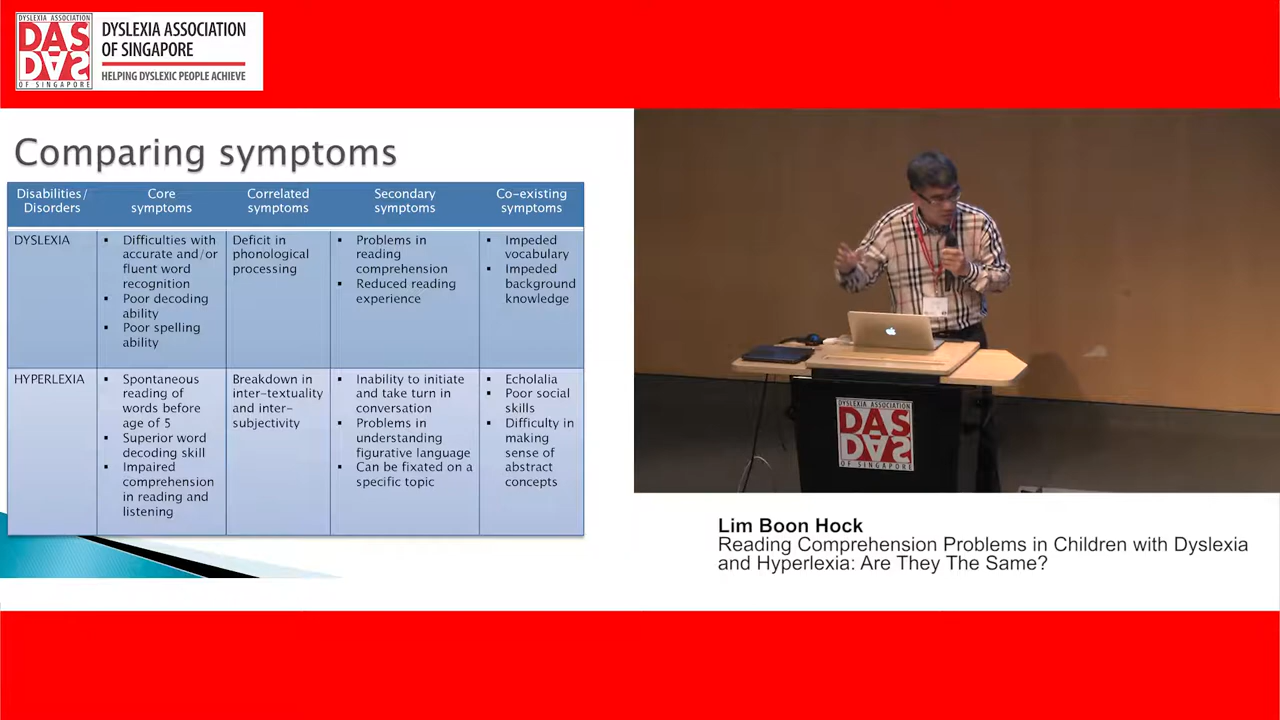 DYSLEXIA ASSOCIATION
DAS
DAS
OF SINGAPORE
DYSLEXIA ASSOCIATION
OF SINGAPORE
HELPING DYSLEXIC PEOPLE ACHIEVE
Comparing symptoms
Disabilities/
Disorders
Core
symptoms
Correlated
symptoms
Secondary
symptoms
Co-existing
symptoms
DYSLEXIA
▪ Difficulties with
accurate and/or
fluent word
recognition
▪ Poor decoding
ability
▪ Poor spelling
ability
Deficit in
phonological
processing
▪ Problems in
reading
comprehension
▪ Reduced reading
experience
▪ Impeded
vocabulary
▪ Impeded
background
knowledge
HYPERLEXIA
▪ Spontaneous
reading of
words before
age of 5
▪ Superior word
decoding skill
▪ Impaired
comprehension
in reading and
listening
Breakdown in
inter-textuality
and inter-
subjectivity
▪ Inability to initiate
and take turn in
conversation
▪ Problems in
understanding
figurative language
▪ Can be fixated on a
specific topic
▪ Echolalia
▪ Poor social
skills
▪ Difficulty in
making
sense of
abstract
concepts
DYSLEXIA ASSOCIATION
DAS
DAS
OF SINGAPORE
Lim Boon Hock
Reading Comprehension Problems in Children with Dyslexia
and Hyperlexia: Are They The Same?